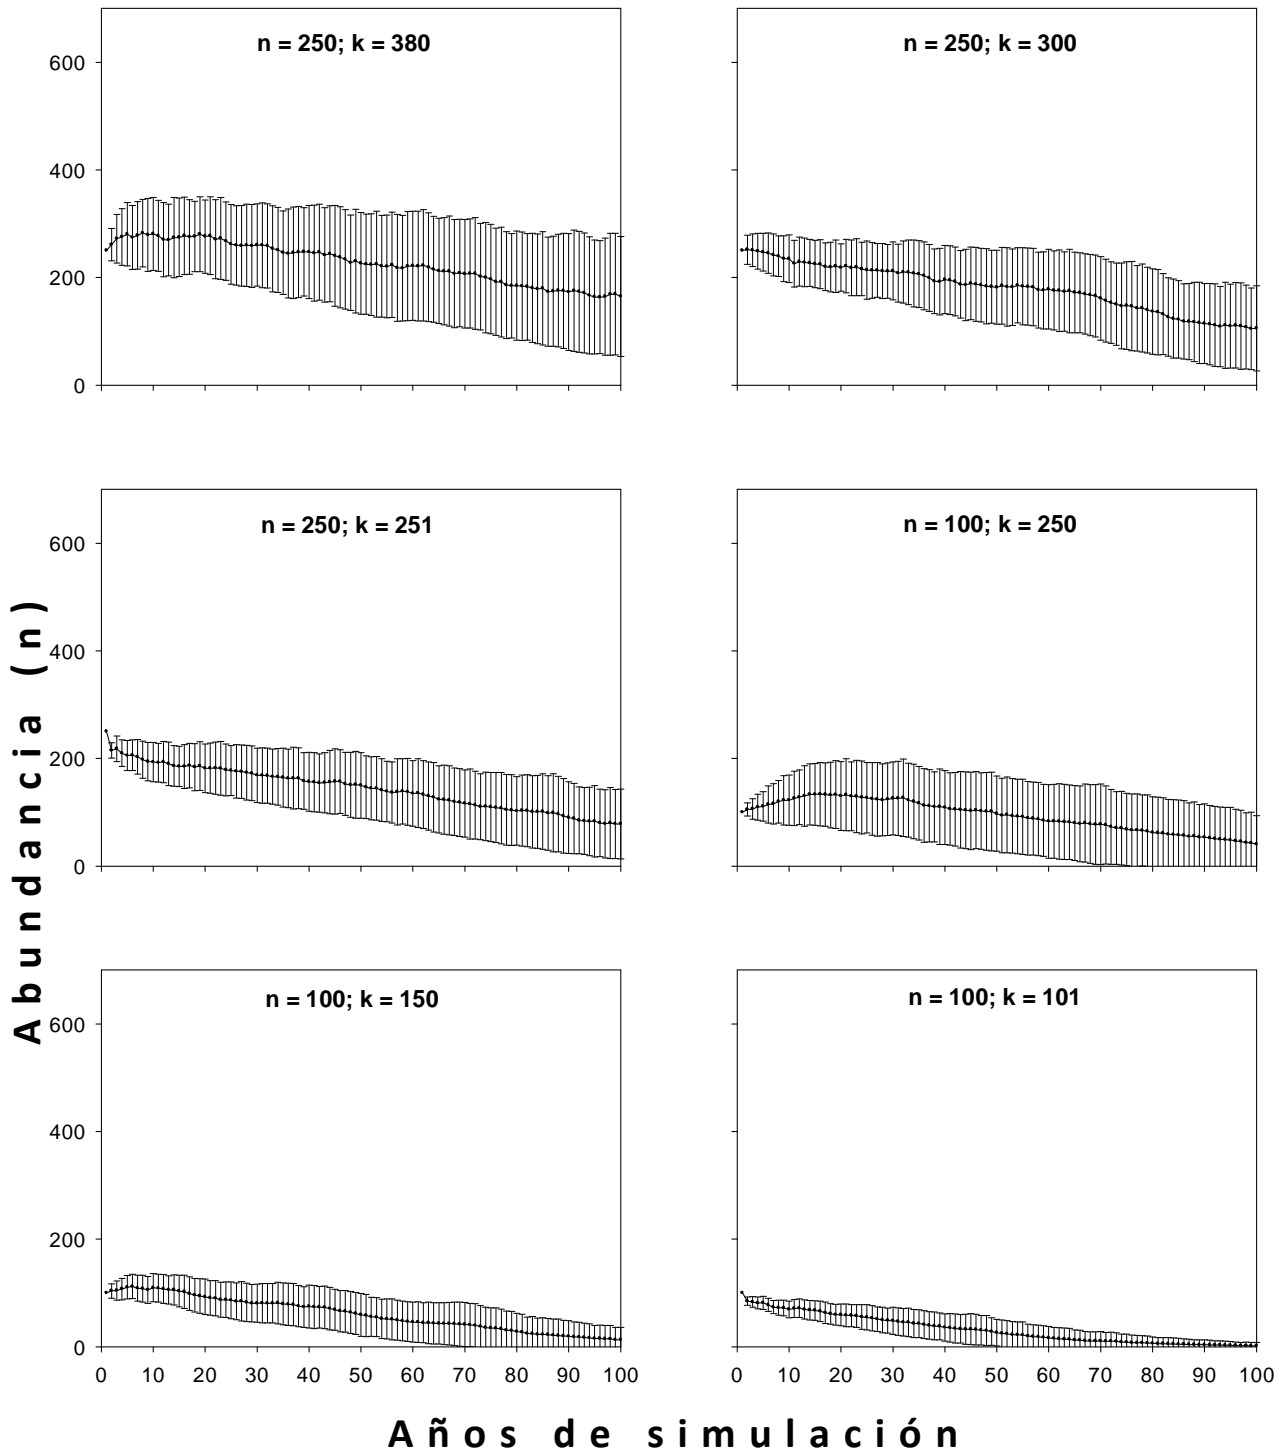 n = 250; k = 380
n = 250; k = 300
600
400
200
0
n = 250; k = 251
n = 100; k = 250
600
400
200
0
n = 100; k = 150
n = 100; k = 101
600
400
200
0
0 10 20 30 40 50 60 70 80 90 100
0 10 20 30 40 50 60 70 80 90 100
Abundancia (n)
Años de simulación